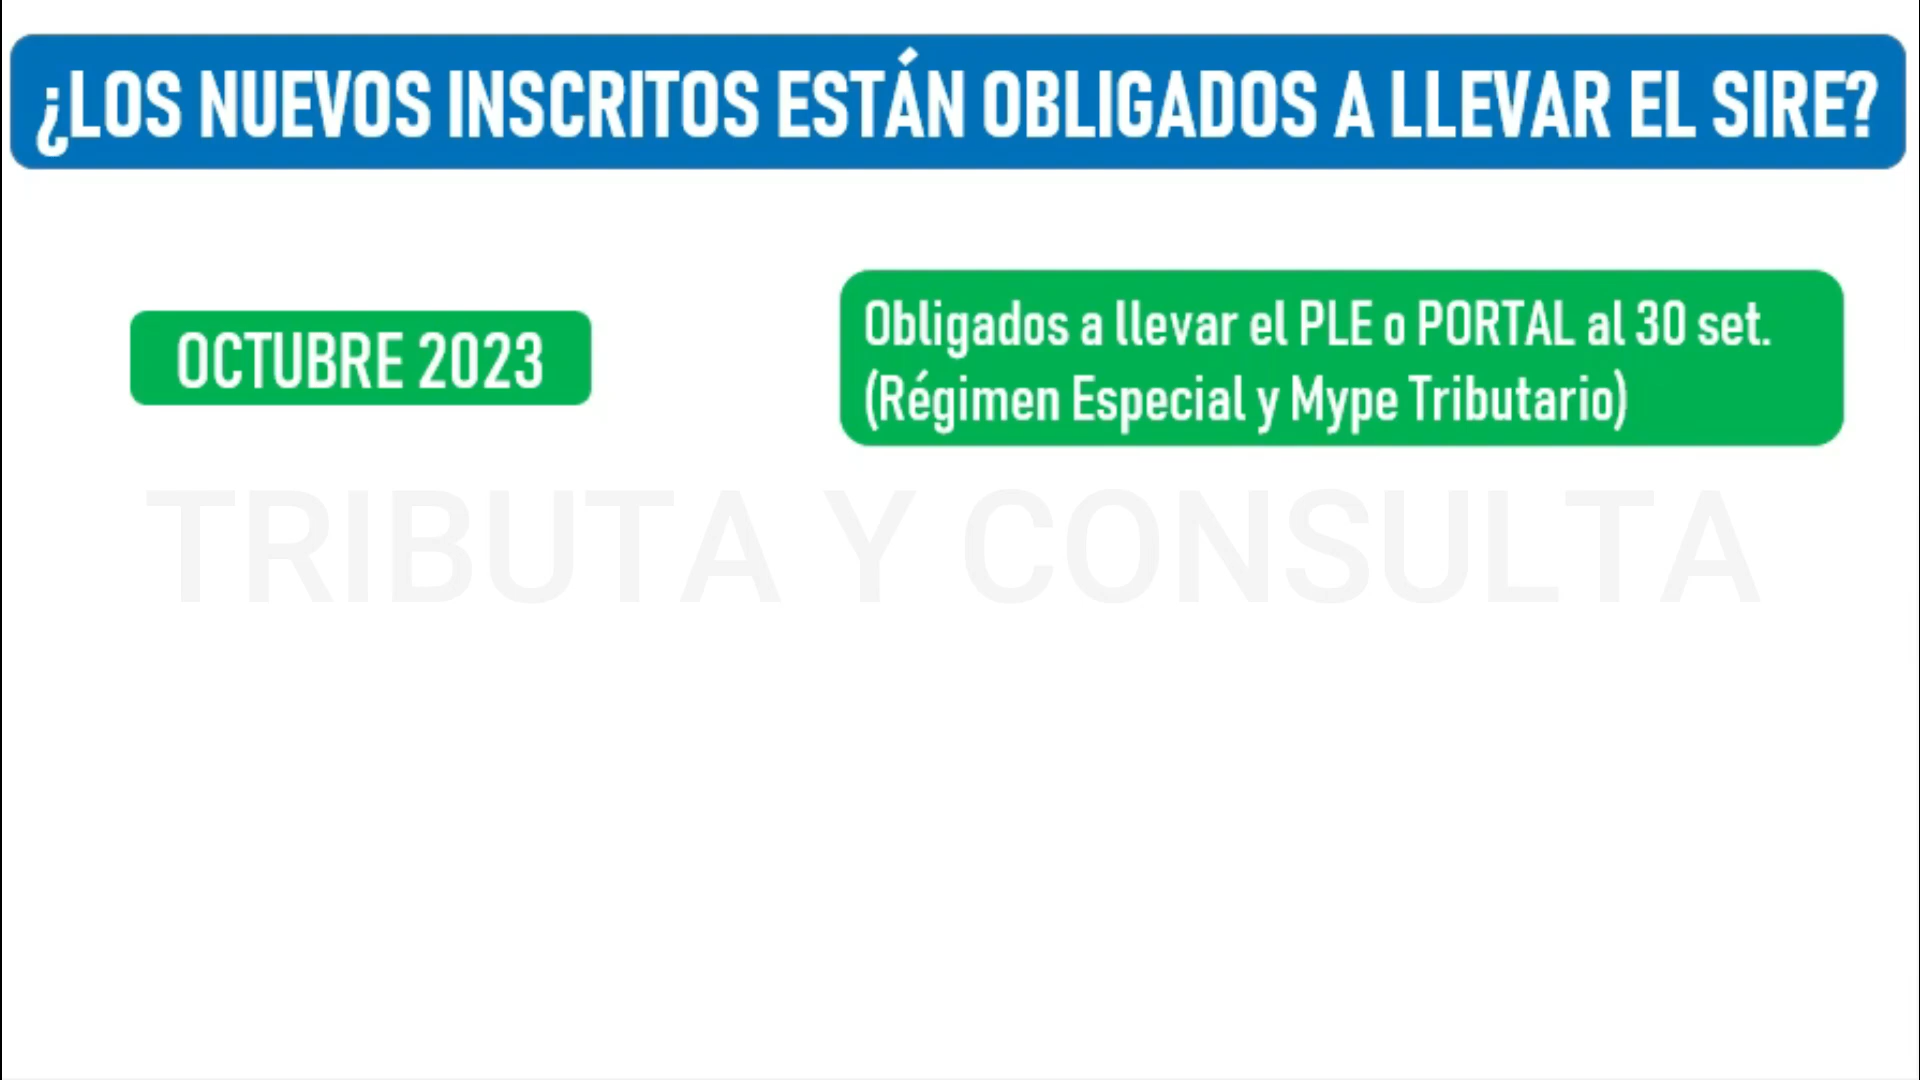 ¿LOS NUEVOS INSCRITOS ESTÁN OBLIGADOS A LLEVAR EL SIRE?
OCTUBRE 2023
Obligados a llevar el PLE o PORTAL al 30 set.
(Régimen Especial y Mype Tributario)
TRIBUTA Y CONSULTA